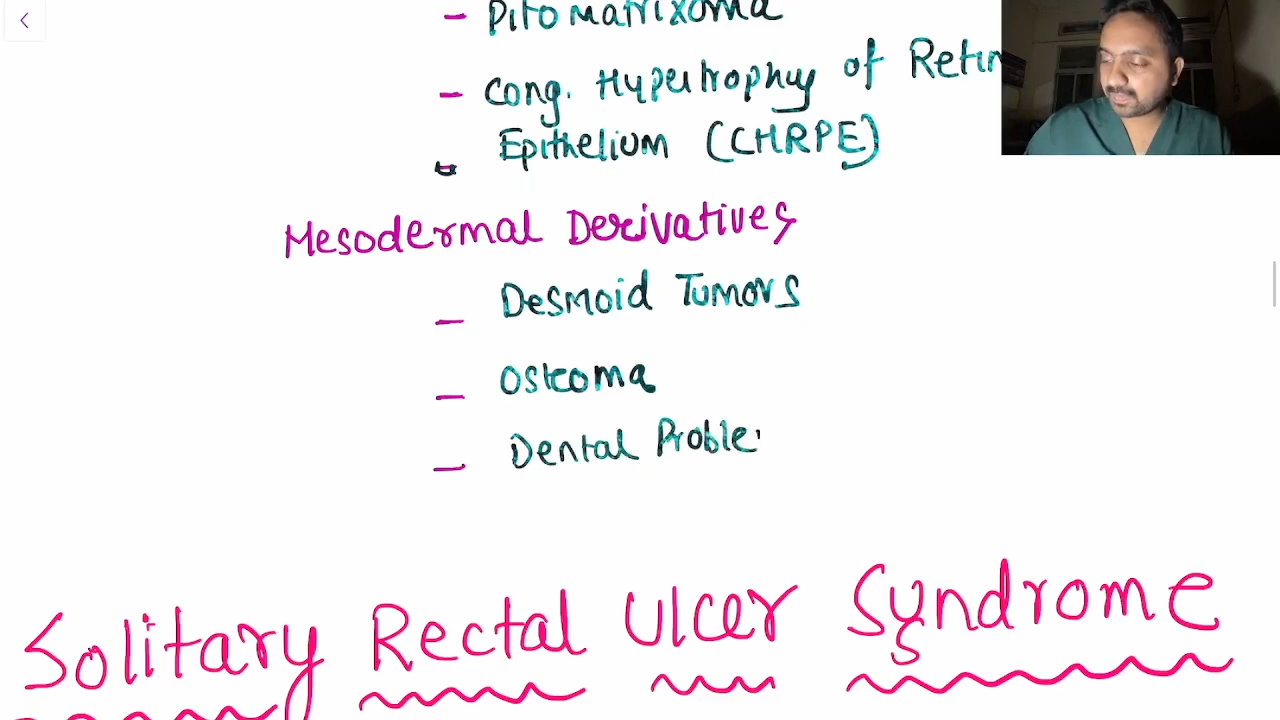 - Pilomatrixoma
- Cong. Hypertrophy of Retin
Epithelium (CHRPE)
Mesodermal Derivatives
- Desmoid Tumors
- Osteoma
- Dental Proble
Solitary Rectal Ulcer Syndrome